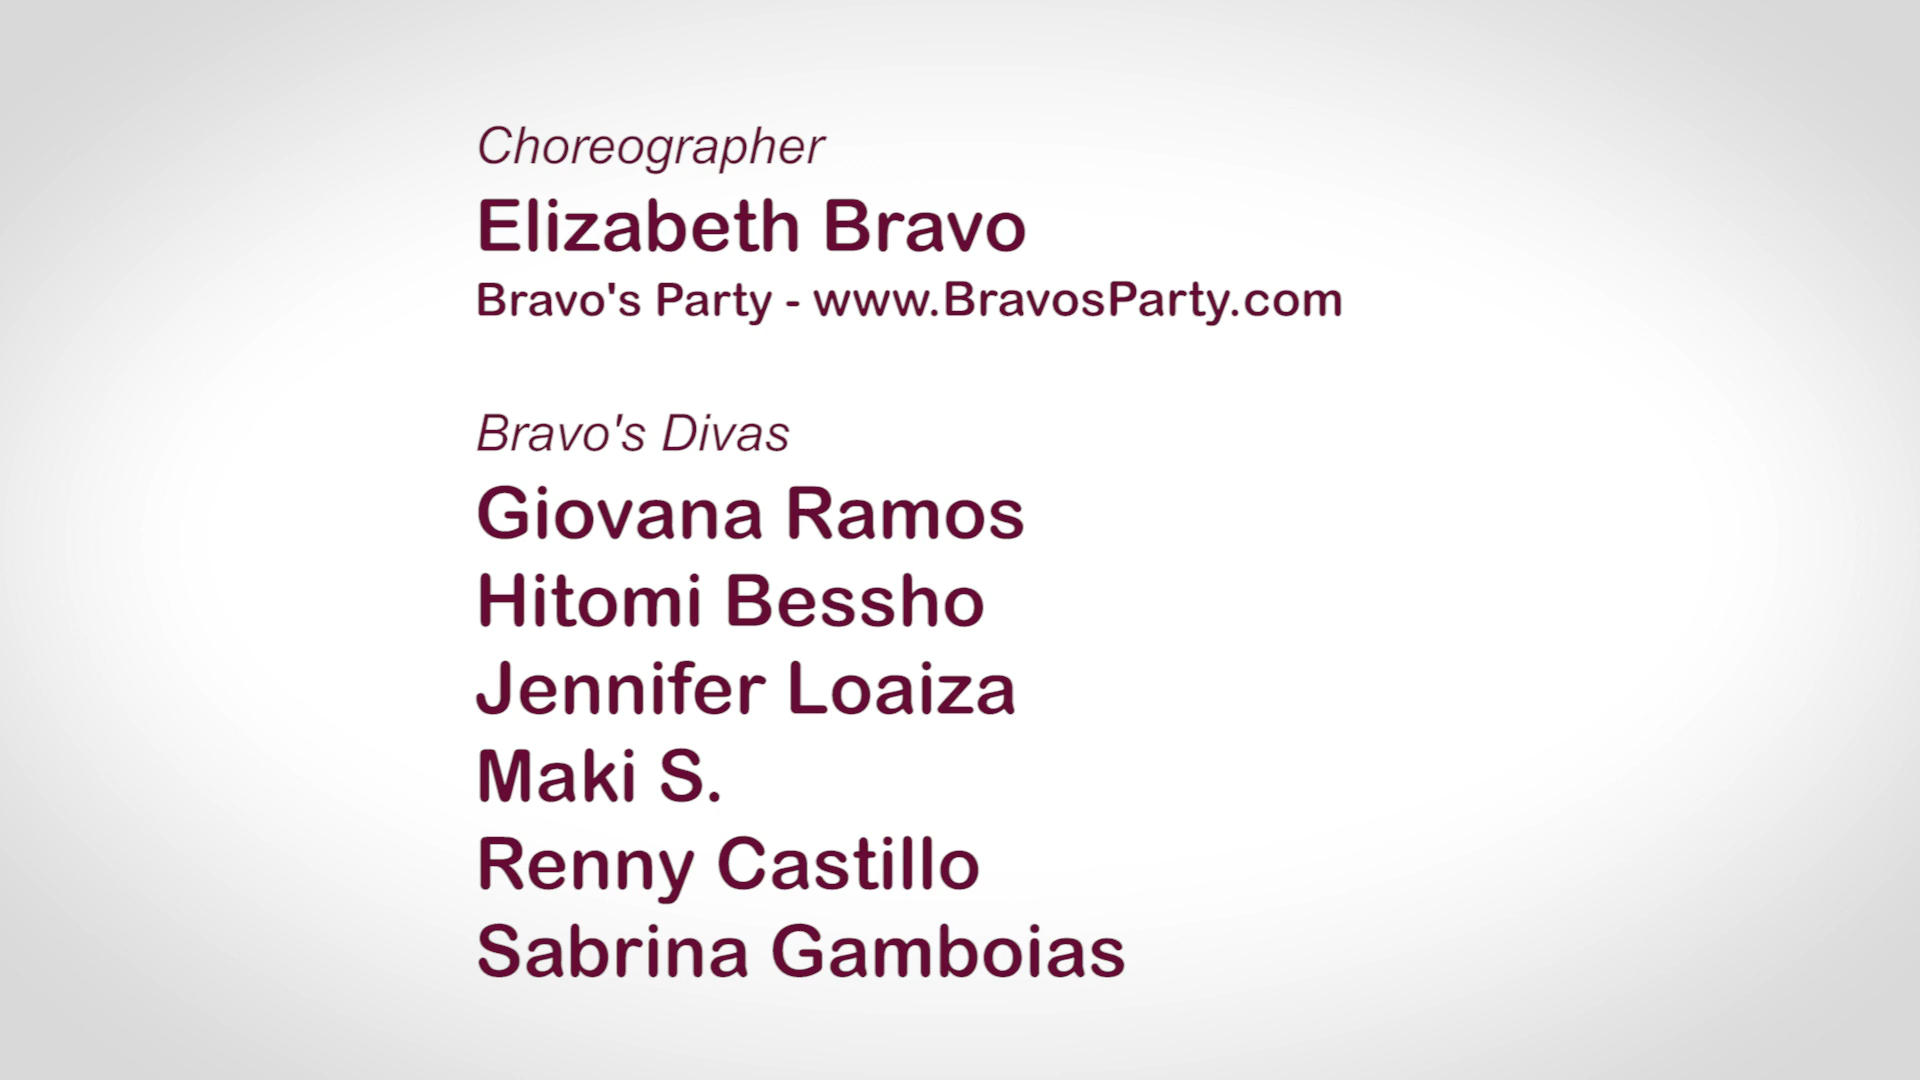 Choreographer
Elizabeth Bravo
Bravo's Party - www.BravosParty.com
Bravo's Divas
Giovana Ramos
Hitomi Bessho
Jennifer Loaiza
Maki S.
Renny Castillo
Sabrina Gamboias